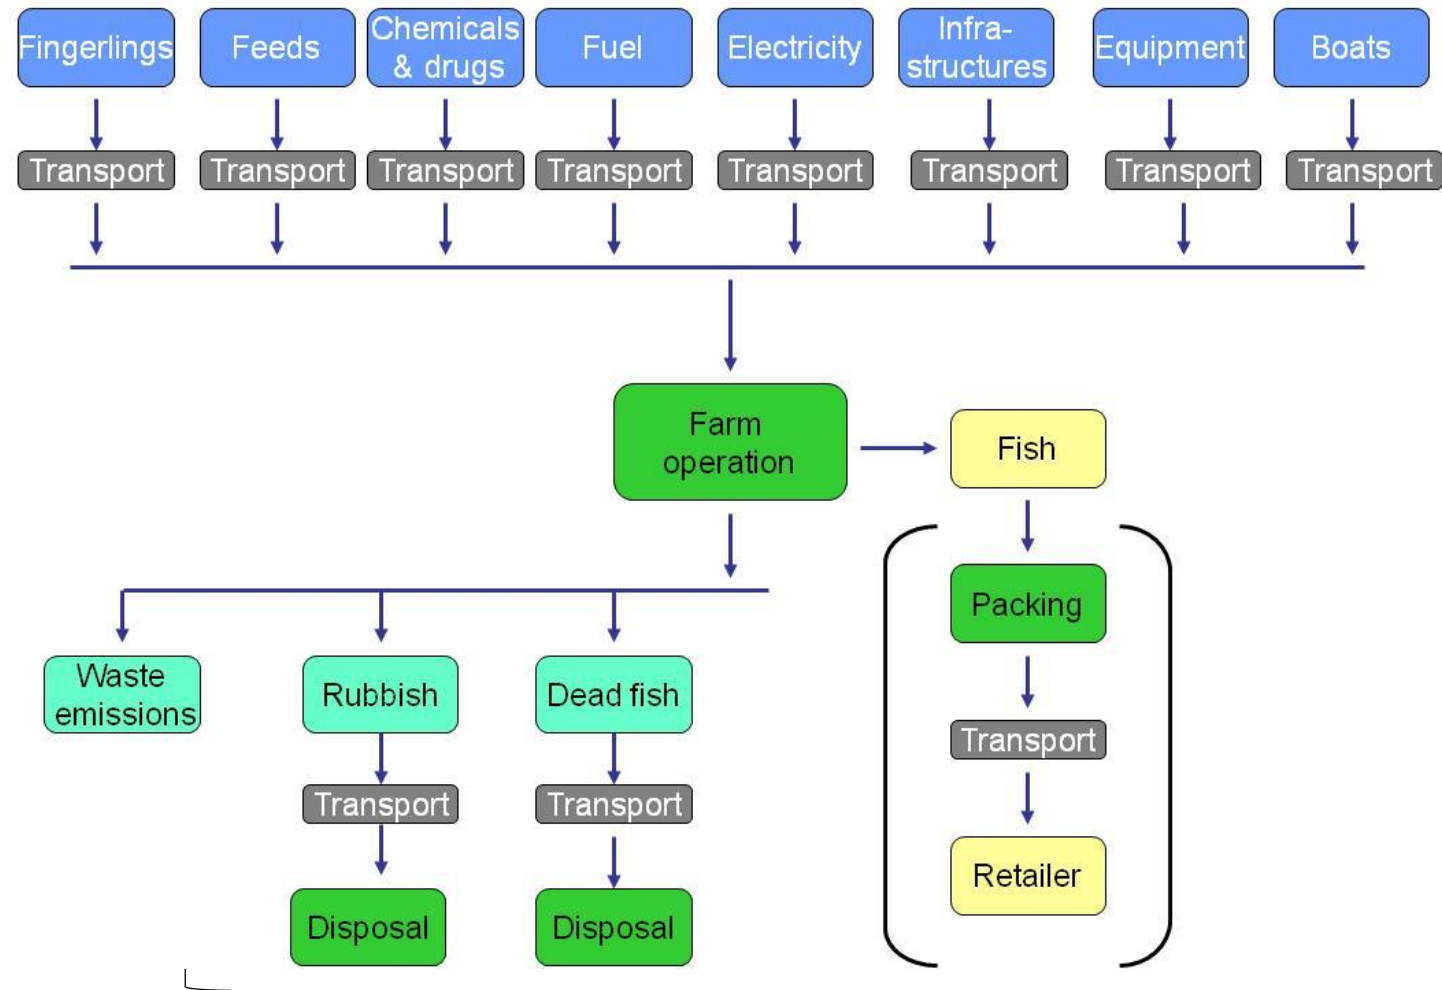 Fingerlings
Feeds
Chemicals
& drugs
Fuel
Electricity
Infra-
structures
Equipment
Boats
Transport
Transport
Transport
Transport
Transport
Transport
Transport
Transport
Farm
operation
Fish
Packing
Transport
Retailer
Waste
emissions
Rubbish
Dead fish
Transport
Transport
Disposal
Disposal